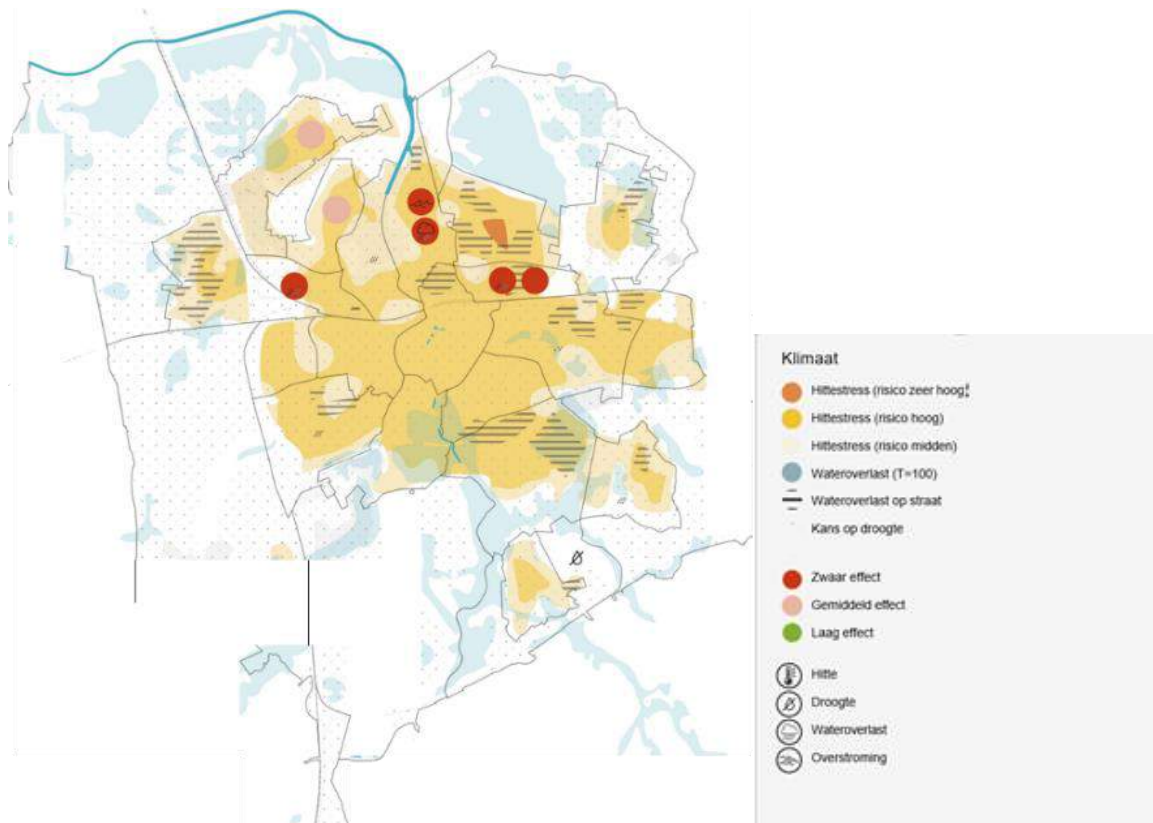 Klimaat
Hittestress (risico zeer hoog)
Hittestress (risico hoog)
Hittestress (risico midden)
Wateroverlast (T=100)
Wateroverlast op straat
Kans op droogte
Zwaar effect
Gemiddeld effect
Laag effect
Hitte
Droogte
Wateroverlast
Overstroming